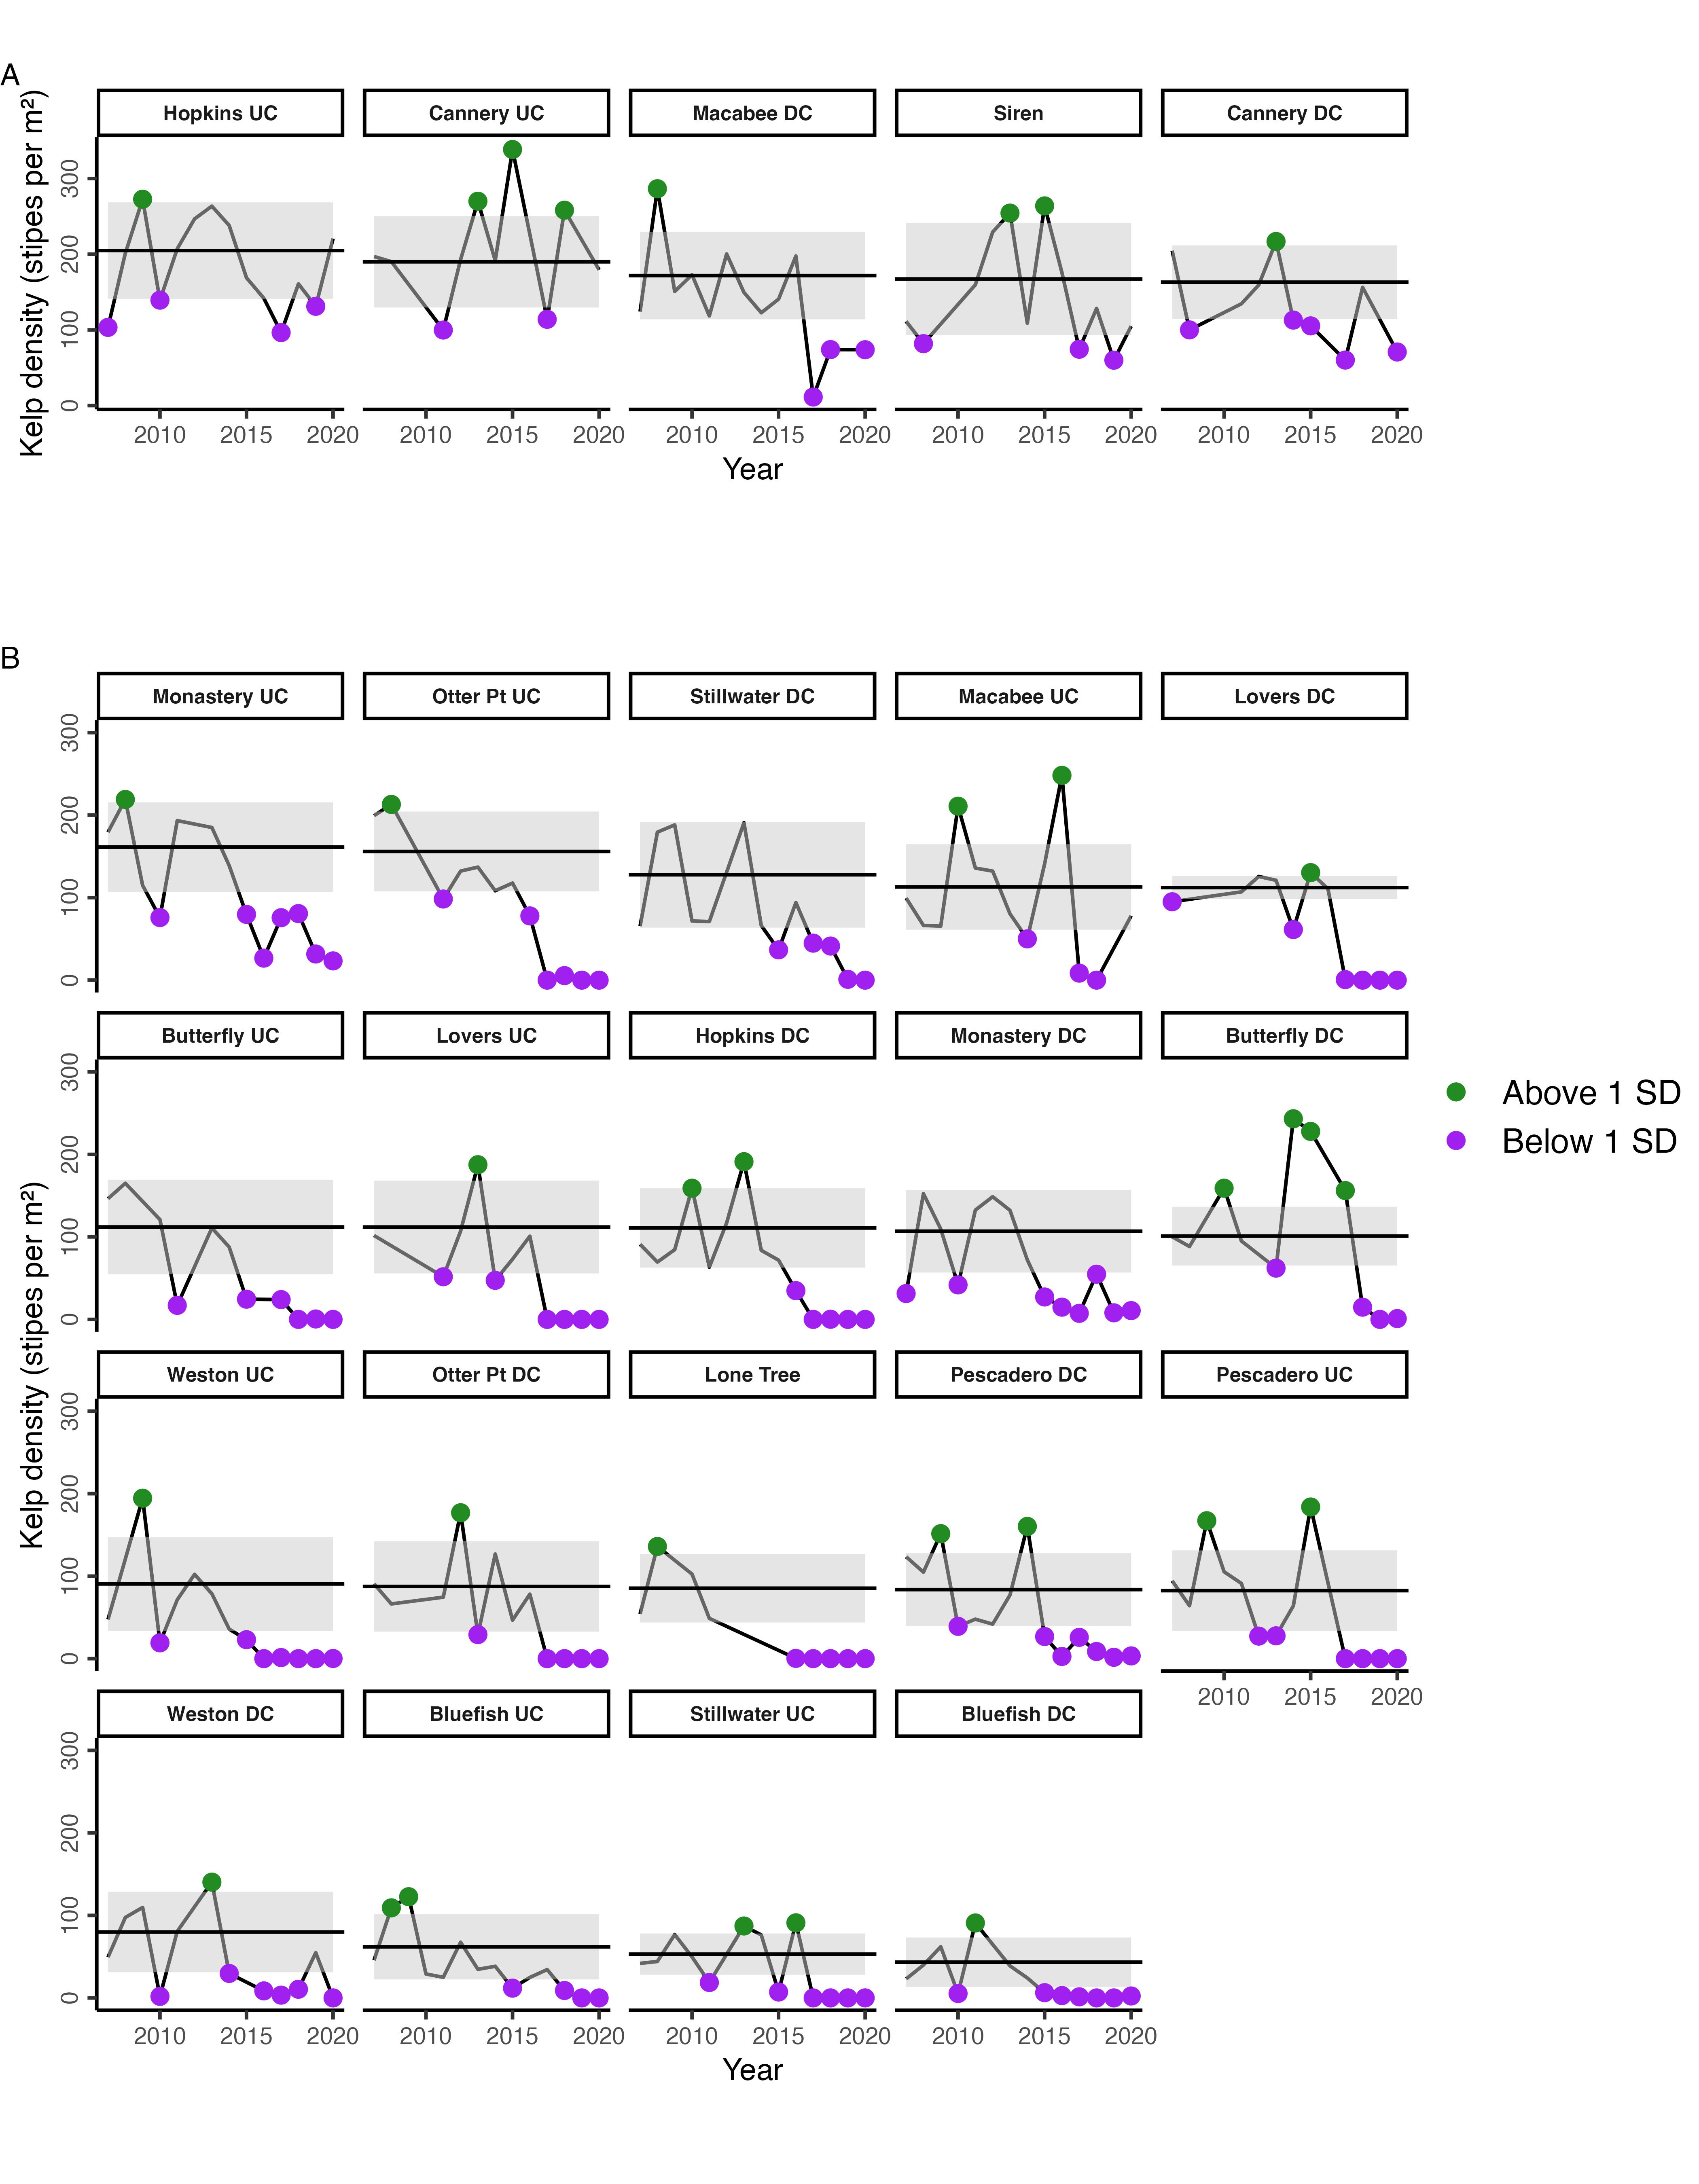 A
Hopkins UC Cannery UC Macabee DC Siren Cannery DC
Kelp density (stipes per m²)
300
200
100
0
2010 2015 2020 2010 2015 2020 2010 2015 2020 2010 2015 2020 2010 2015 2020
Year
B
Monastery UC Otter Pt UC Stillwater DC Macabee UC Lovers DC
300
200
100
0
Butterfly UC Lovers UC Hopkins DC Monastery DC Butterfly DC
300
200
100
0
Above 1 SD
Below 1 SD
Kelp density (stipes per m²)
Weston UC Otter Pt DC Lone Tree Pescadero DC Pescadero UC
300
200
100
0
2010 2015 2020
Weston DC Bluefish UC Stillwater UC Bluefish DC
300
200
100
0
2010 2015 2020 2010 2015 2020 2010 2015 2020 2010 2015 2020
Year